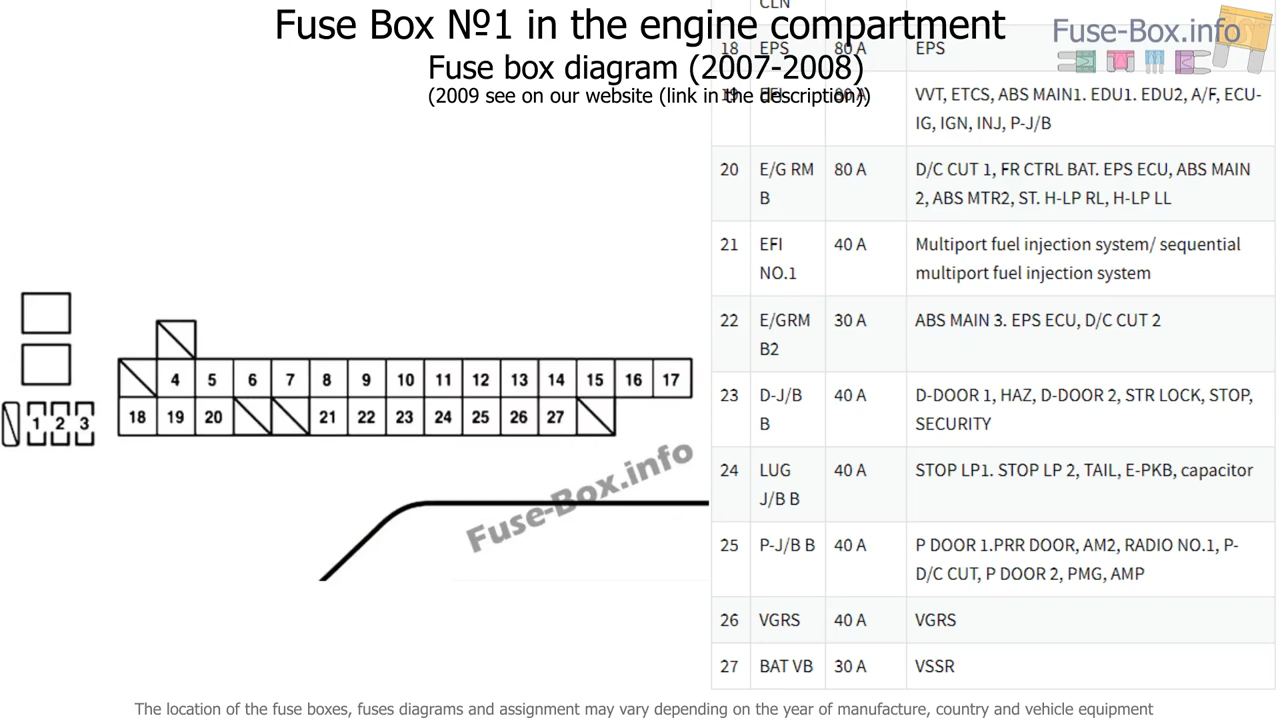 CLN
Fuse Box №1 in the engine compartment
Fuse-Box.info
18 EPS 80 A EPS
Fuse box diagram (2007-2008)
(2009 see on our website (link in the description))
19 EFI 80 A VVT, ETCS, ABS MAIN1. EDU1. EDU2, A/F, ECU-
IG, IGN, INJ, P-J/B
20 E/G RM 80 A D/C CUT 1, FR CTRL BAT. EPS ECU, ABS MAIN
B 2, ABS MTR2, ST. H-LP RL, H-LP LL
21 EFI 40 A Multiport fuel injection system/ sequential
NO.1 multiport fuel injection system
22 E/GRM 30 A ABS MAIN 3. EPS ECU, D/C CUT 2
B2
23 D-J/B 40 A D-DOOR 1, HAZ, D-DOOR 2, STR LOCK, STOP,
B SECURITY
24 LUG 40 A STOP LP1. STOP LP 2, TAIL, E-PKB, capacitor
J/B B
25 P-J/B B 40 A P DOOR 1.PRR DOOR, AM2, RADIO NO.1, P-
D/C CUT, P DOOR 2, PMG, AMP
26 VGRS 40 A VGRS
27 BAT VB 30 A VSSR
4 5 6 7 8 9 10 11 12 13 14 15 16 17
18 19 20 21 22 23 24 25 26 27
1 2 3
Fuse-Box.info
The location of the fuse boxes, fuses diagrams and assignment may vary depending on the year of manufacture, country and vehicle equipment